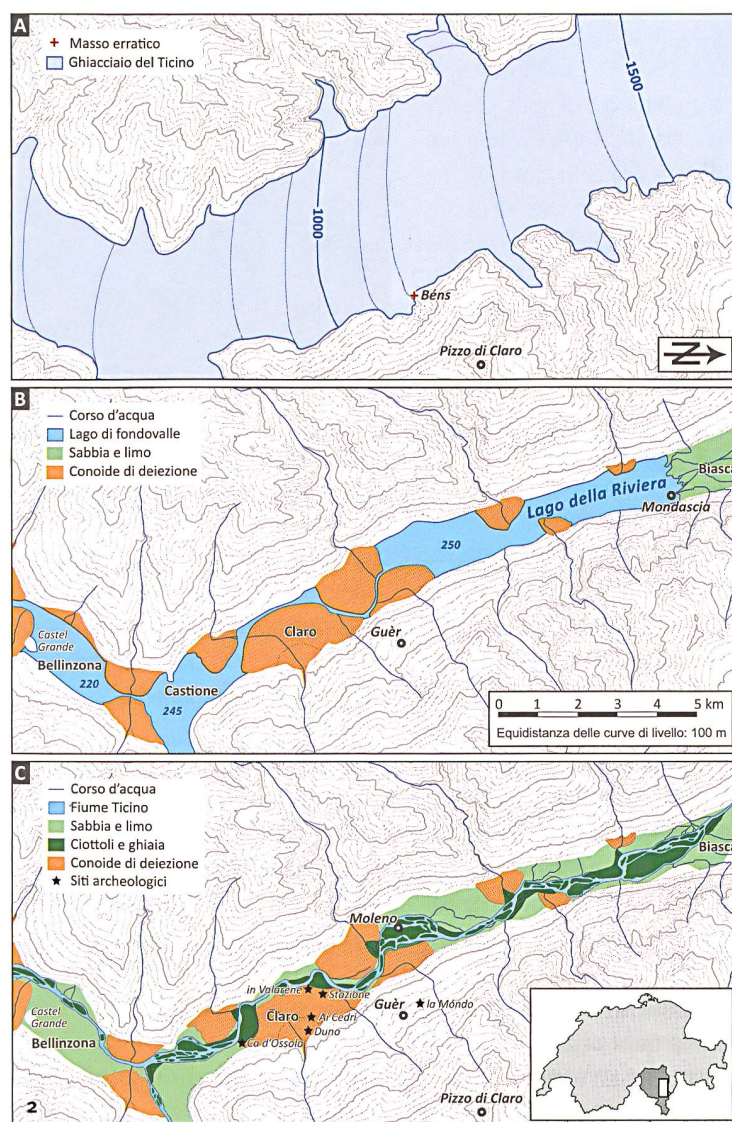 A
Masso erratico
Ghiacciaio del Ticino
1500
1000
Béns
Pizzo di Claro
N
B
Corso d'acqua
Lago di fondovalle
Sabbia e limo
Conoide di deiezione
Biasca
Lago della Riviera
Mondascia
250
Claro
Guèr
Castel
Grande
Bellinzona
220
Castione
245
0 1 2 3 4 5 km
Equidistanza delle curve di livello: 100 m
C
Corso d'acqua
Fiume Ticino
Sabbia e limo
Ciottoli e ghiaia
Conoide di deiezione
Siti archeologici
Biasca
Moleno
in Valarene
Stazione
la Móndo
Claro
Ai Cedri
Guèr
Duno
Castel
Grande
Bellinzona
Ca d'Ossola
Pizzo di Claro
2